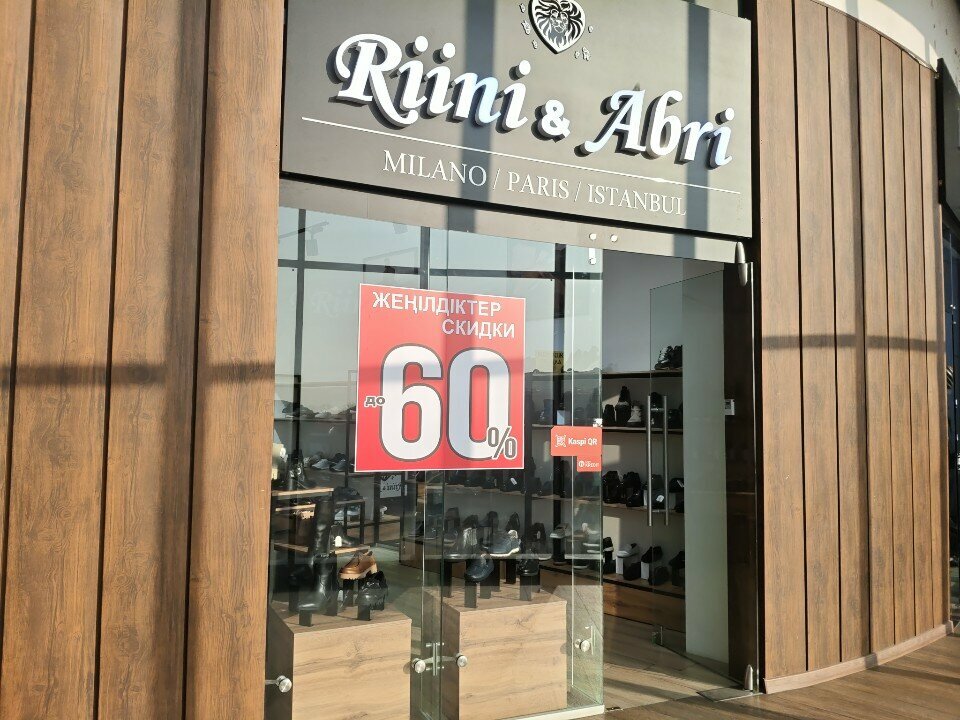 Riini & Abri
MILANO / PARIS / ISTANBUL
ЖЕҢІЛДІКТЕР
СКИДКИ
до 60%
Kaspi QR